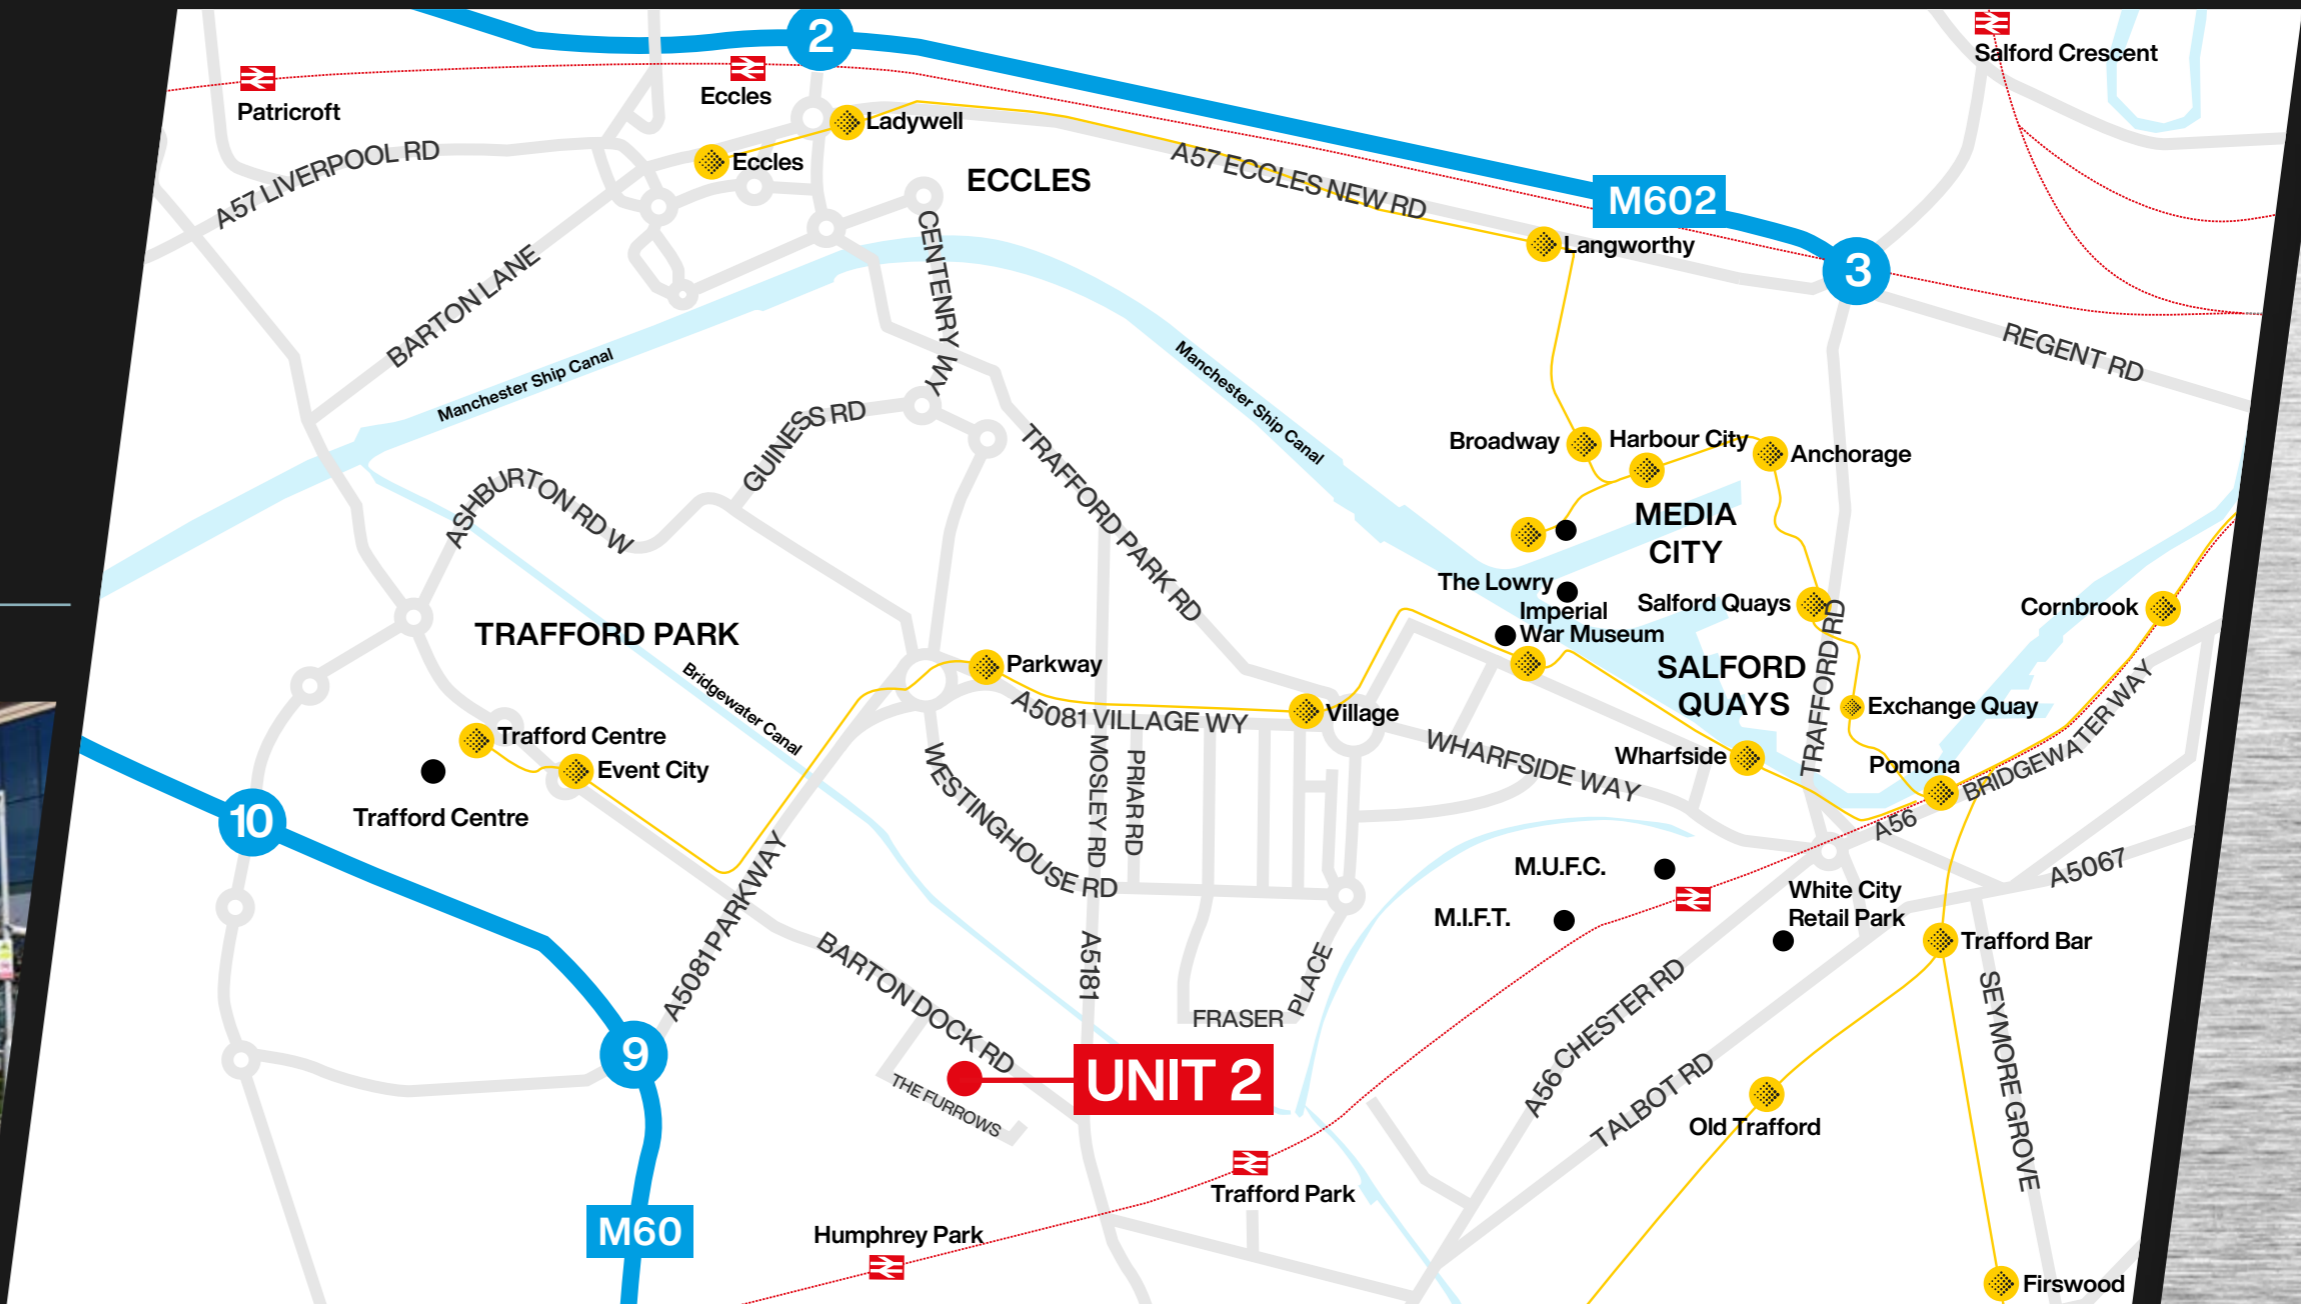 2
Salford Crescent
Eccles
Patricroft
Ladywell
Eccles
ECCLES
A57 LIVERPOOL RD
A57 ECCLES NEW RD
M602
Langworthy
3
CENTENRY WY
BARTON LANE
REGENT RD
Manchester Ship Canal
Manchester Ship Canal
GUINESS RD
Broadway
Harbour City
Anchorage
ASHBURTON RD W
TRAFFORD PARK RD
MEDIA
CITY
The Lowry
Imperial
War Museum
Salford Quays
Cornbrook
TRAFFORD PARK
Parkway
Bridgewater Canal
SALFORD
QUAYS
TRAFFORD RD
A5081 VILLAGE WY
Village
Exchange Quay
BRIDGEWATER WAY
Trafford Centre
Event City
Trafford Centre
WHARFSIDE WAY
Wharfside
Pomona
MOSLEY RD
PRIAR RD
WESTINGHOUSE RD
10
A56
A5067
M.U.F.C.
White City
Retail Park
M.I.F.T.
Trafford Bar
A5081 PARKWAY
BARTON DOCK RD
A5181
FRASER
PLACE
A56 CHESTER RD
SEYMORE GROVE
9
UNIT 2
THE FURROWS
TALBOT RD
Old Trafford
Trafford Park
M60
Humphrey Park
Firswood